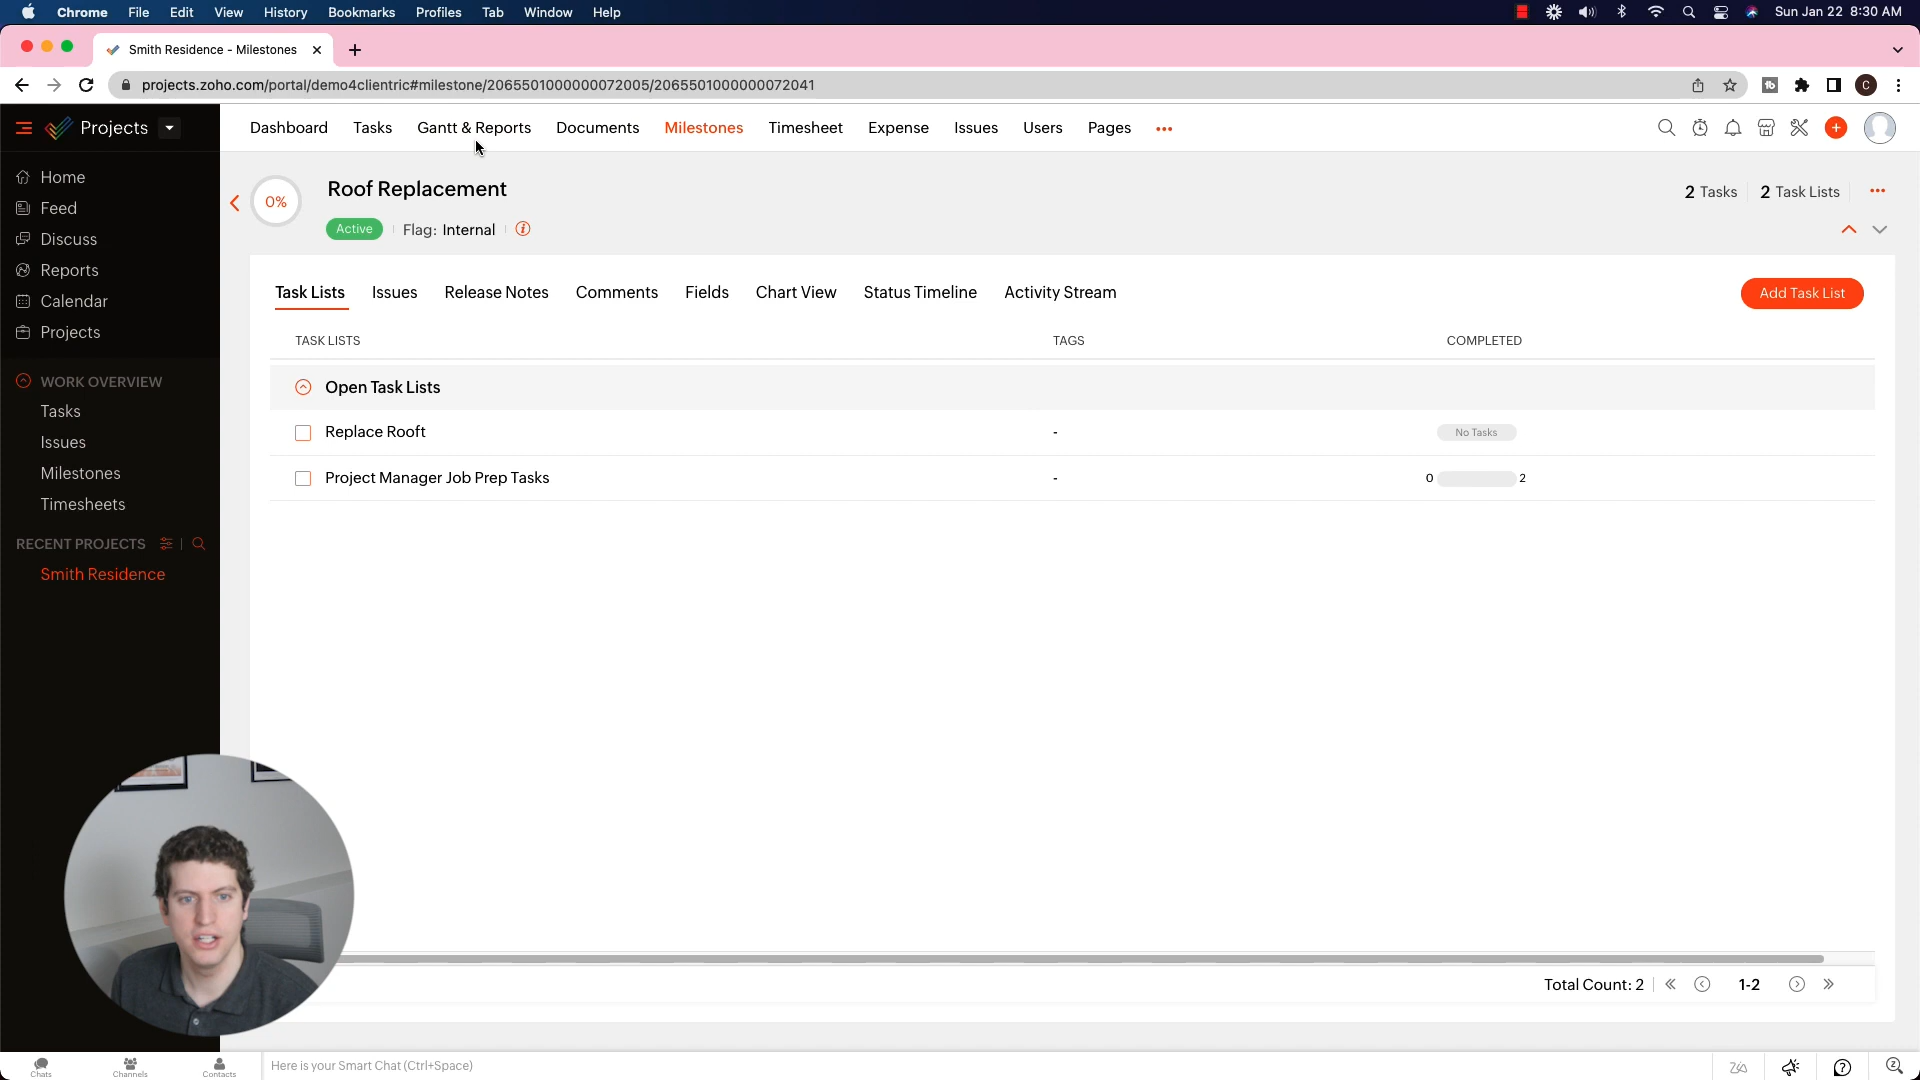 Chrome File Edit View History Bookmarks Profiles Tab Window Help Sun Jan 22 8:30 AM
Smith Residence - Milestones
projects.zoho.com/portal/demo4clientric#milestone/2065501000000072005/2065501000000072041
Projects
Dashboard Tasks Gantt & Reports Documents Milestones Timesheet Expense Issues Users Pages
Home
Feed
Discuss
Reports
Calendar
Projects
WORK OVERVIEW
Tasks
Issues
Milestones
Timesheets
RECENT PROJECTS
Smith Residence
0%
Roof Replacement
2 Tasks 2 Task Lists
Active Flag: Internal
Task Lists Issues Release Notes Comments Fields Chart View Status Timeline Activity Stream
Add Task List
TASK LISTS TAGS COMPLETED
Open Task Lists
Replace Rooft - No Tasks
Project Manager Job Prep Tasks - 0 2
Total Count: 2 1-2
Chats Channels Contacts
Here is your Smart Chat (Ctrl+Space)